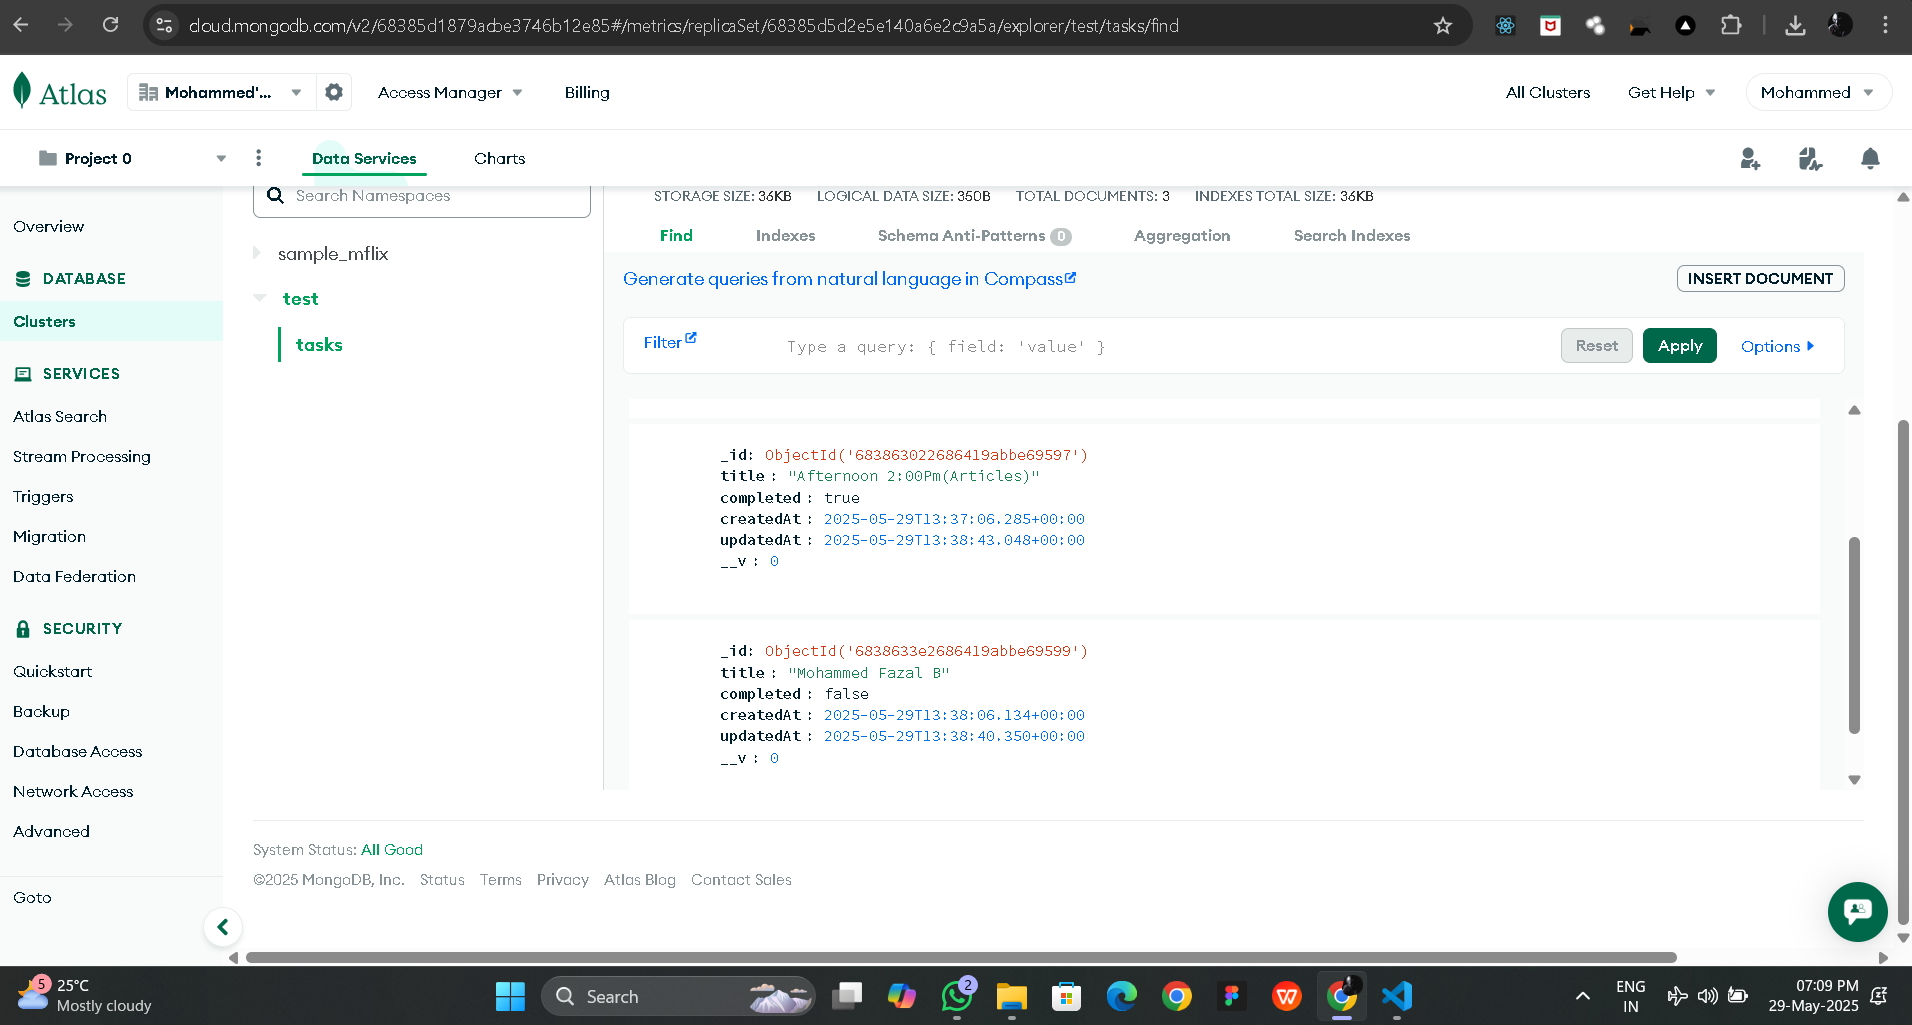 cloud.mongodb.com/v2/68385d1879acbe3746b12e85#/metrics/replicaSet/68385d5d2e5e140a6e2c9a5a/explorer/test/tasks/find
Atlas
Mohammed'...
Access Manager
Billing
All Clusters
Get Help
Mohammed
Project 0
Data Services
Charts
Overview
DATABASE
Clusters
SERVICES
Atlas Search
Stream Processing
Triggers
Migration
Data Federation
SECURITY
Quickstart
Backup
Database Access
Network Access
Advanced
Goto
Search Namespaces
sample_mflix
test
tasks
STORAGE SIZE: 36KB LOGICAL DATA SIZE: 350B TOTAL DOCUMENTS: 3 INDEXES TOTAL SIZE: 36KB
Find
Indexes
Schema Anti-Patterns 0
Aggregation
Search Indexes
Generate queries from natural language in Compass
INSERT DOCUMENT
Filter
Type a query: { field: 'value' }
Reset
Apply
Options
_id: ObjectId('683863022686419abbe69597')
title : "Afternoon 2:00Pm(Articles)"
completed : true
createdAt : 2025-05-29T13:37:06.285+00:00
updatedAt : 2025-05-29T13:38:43.048+00:00
__v : 0
_id: ObjectId('6838633e2686419abbe69599')
title : "Mohammed Fazal B"
completed : false
createdAt : 2025-05-29T13:38:06.134+00:00
updatedAt : 2025-05-29T13:38:40.350+00:00
__v : 0
System Status: All Good
©2025 MongoDB, Inc. Status Terms Privacy Atlas Blog Contact Sales
5
25°C
Mostly cloudy
Search
2
ENG
IN
07:09 PM
29-May-2025